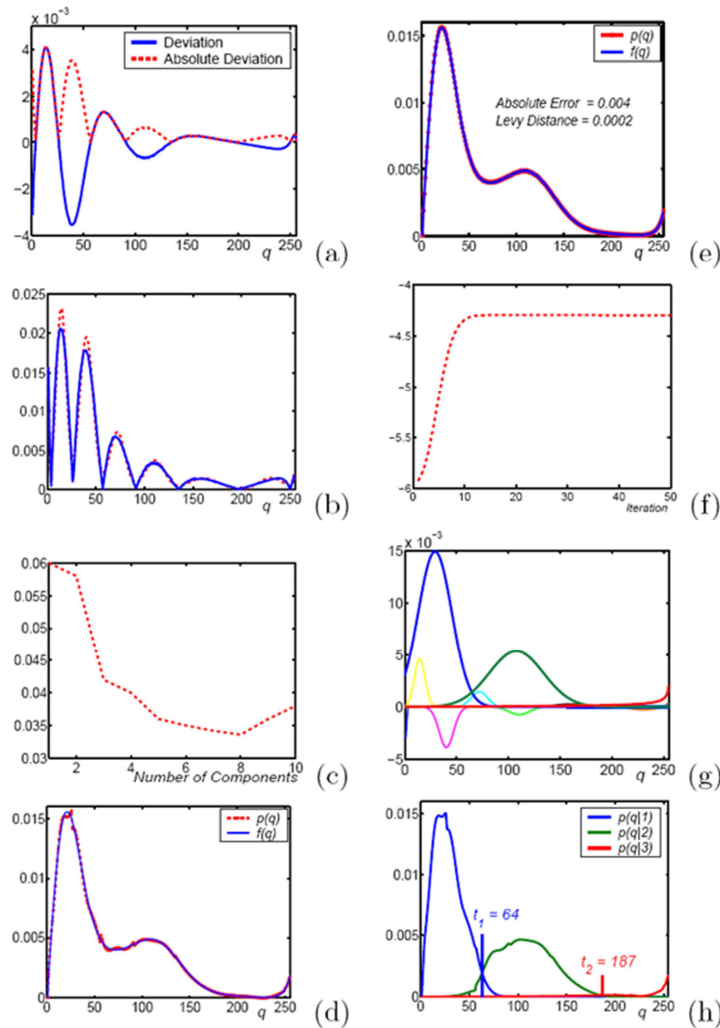 x 10⁻³
4
2
0
−2
−4
0 50 100 150 200 250
q
Deviation
Absolute Deviation
(a)
0.015
0.01
0.005
0
0 50 100 150 200 250
q
p(q)
f(q)
Absolute Error = 0.004
Levy Distance = 0.0002
(e)
0.025
0.02
0.015
0.01
0.005
0
0 50 100 150 200 250
q
(b)
−4
−4.5
−5
−5.5
−6
0 10 20 30 40 50
Iteration
(f)
0.06
0.055
0.05
0.045
0.04
0.035
0.03
2 4 6 8 10
Number of Components
(c)
x 10⁻³
15
10
5
0
−5
0 50 100 150 200 250
q
(g)
0.015
0.01
0.005
0
0 50 100 150 200 250
q
p(q)
f(q)
(d)
0.015
0.01
0.005
0
0 50 100 150 200 250
q
p(q|1)
p(q|2)
p(q|3)
t₁ = 64
t₂ = 187
(h)